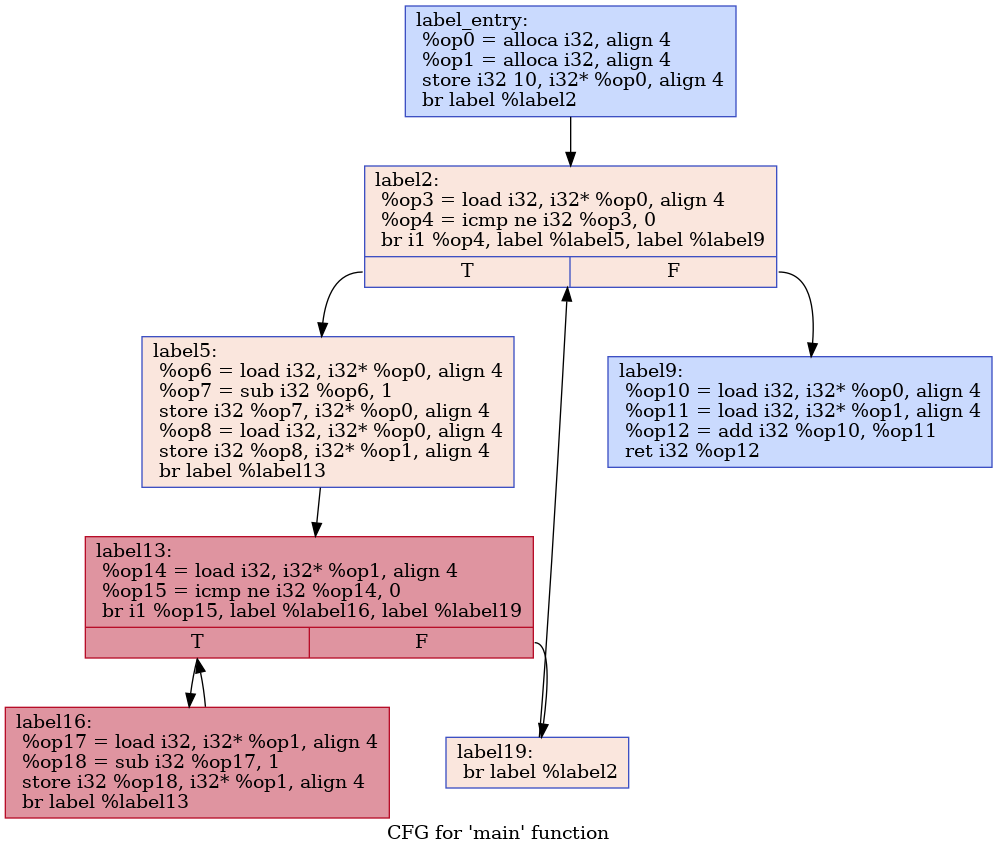 label_entry:
%op0 = alloca i32, align 4
%op1 = alloca i32, align 4
store i32 10, i32* %op0, align 4
br label %label2
label2:
%op3 = load i32, i32* %op0, align 4
%op4 = icmp ne i32 %op3, 0
br i1 %op4, label %label5, label %label9
T F
label5:
%op6 = load i32, i32* %op0, align 4
%op7 = sub i32 %op6, 1
store i32 %op7, i32* %op0, align 4
%op8 = load i32, i32* %op0, align 4
store i32 %op8, i32* %op1, align 4
br label %label13
label9:
%op10 = load i32, i32* %op0, align 4
%op11 = load i32, i32* %op1, align 4
%op12 = add i32 %op10, %op11
ret i32 %op12
label13:
%op14 = load i32, i32* %op1, align 4
%op15 = icmp ne i32 %op14, 0
br i1 %op15, label %label16, label %label19
T F
label16:
%op17 = load i32, i32* %op1, align 4
%op18 = sub i32 %op17, 1
store i32 %op18, i32* %op1, align 4
br label %label13
label19:
br label %label2
CFG for 'main' function